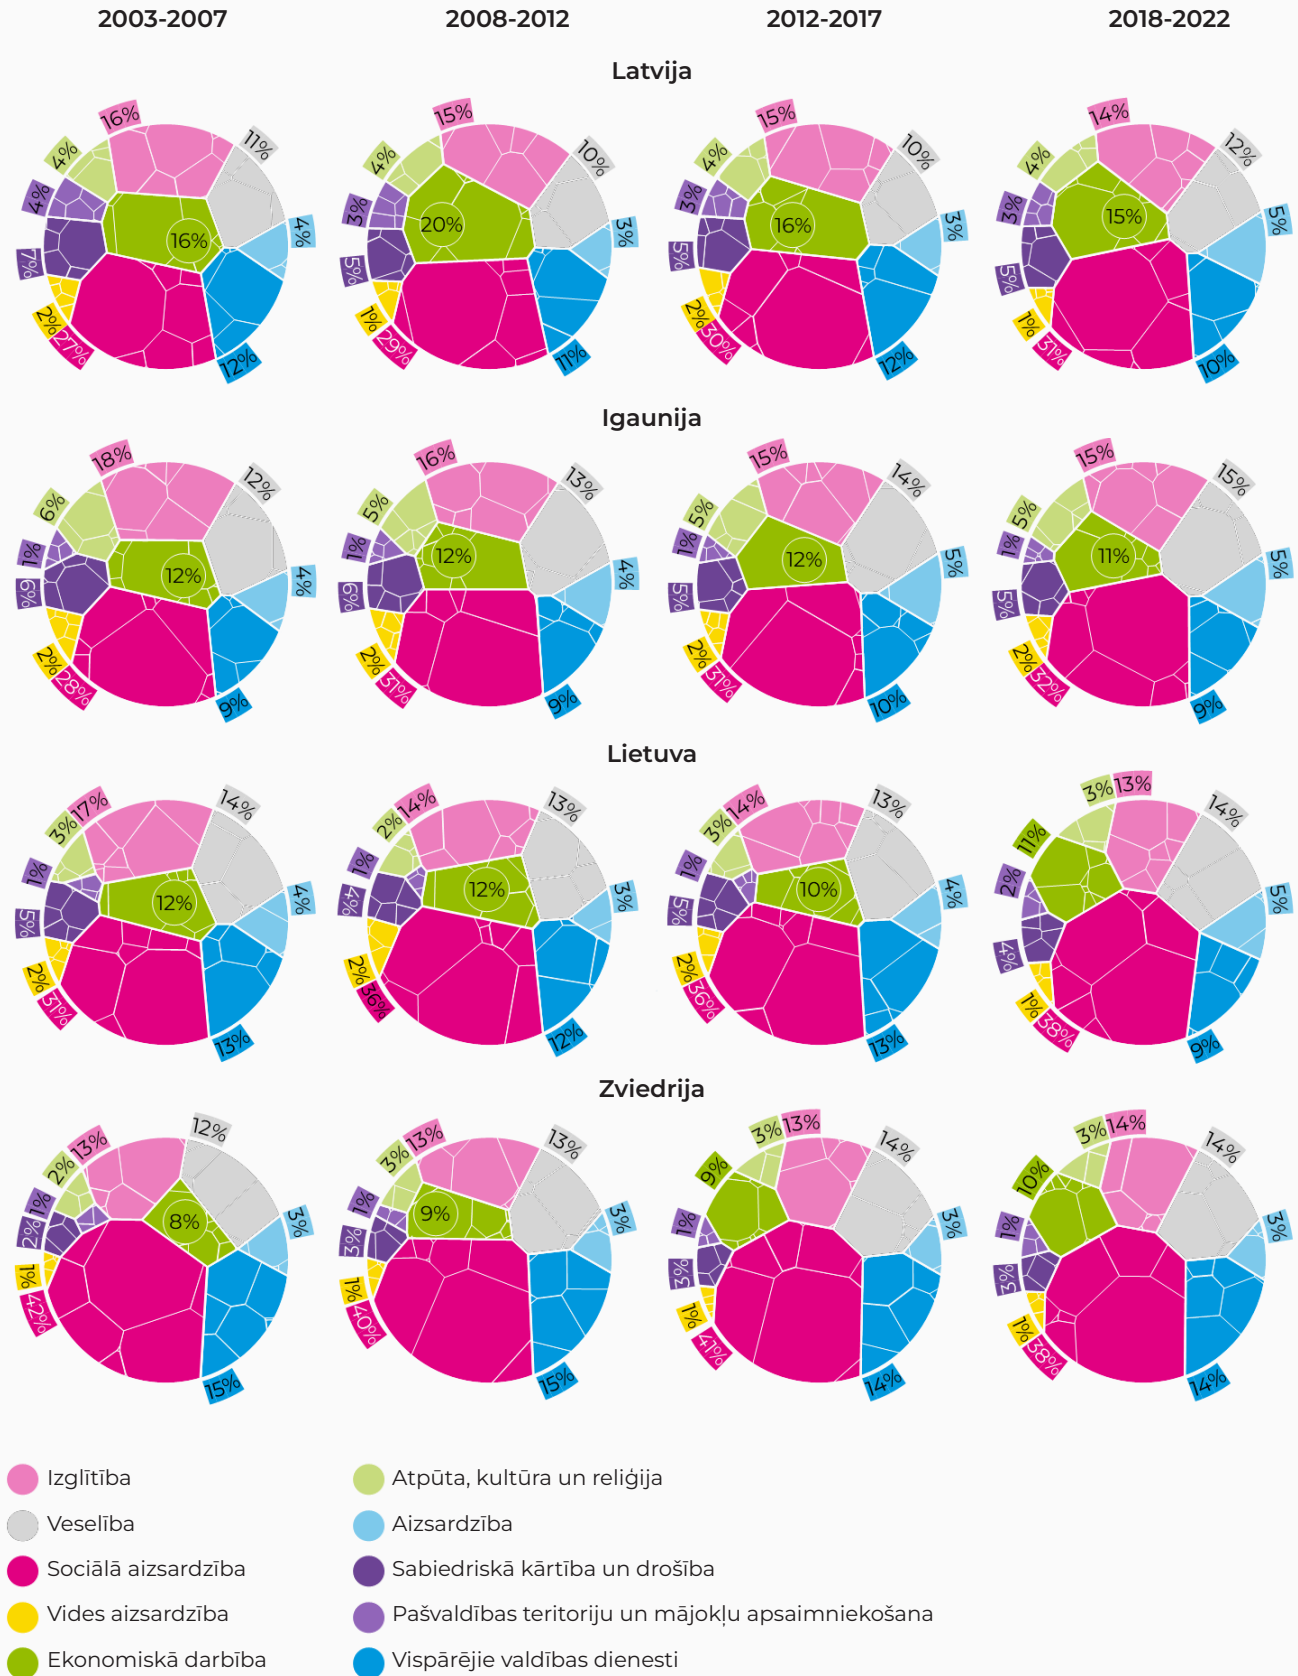 2003-2007 2008-2012 2012-2017 2018-2022
Latvija
16% 11% 4% 12% 27% 2% 7% 4% 4% 16%
15% 10% 3% 11% 29% 1% 5% 3% 4% 20%
15% 10% 3% 12% 30% 2% 5% 3% 4% 16%
14% 12% 5% 10% 31% 1% 5% 3% 4% 15%
Igaunija
18% 12% 4% 9% 28% 2% 6% 1% 6% 12%
16% 13% 4% 9% 31% 2% 6% 1% 5% 12%
15% 14% 5% 10% 31% 2% 5% 1% 5% 12%
15% 15% 5% 9% 32% 2% 5% 1% 5% 11%
Lietuva
17% 14% 4% 13% 31% 2% 5% 1% 3% 12%
14% 13% 3% 12% 36% 2% 4% 1% 2% 12%
14% 13% 4% 13% 36% 2% 5% 1% 3% 10%
13% 14% 5% 9% 38% 1% 4% 2% 11% 3%
Zviedrija
13% 12% 3% 15% 42% 1% 2% 1% 2% 8%
13% 13% 3% 15% 40% 1% 3% 1% 3% 9%
13% 14% 3% 14% 41% 1% 3% 1% 9% 3%
14% 14% 3% 14% 38% 1% 3% 1% 10% 3%
Izglītība
Veselība
Sociālā aizsardzība
Vides aizsardzība
Ekonomiskā darbība
Atpūta, kultūra un reliģija
Aizsardzība
Sabiedriskā kārtība un drošība
Pašvaldības teritoriju un mājokļu apsaimniekošana
Vispārējie valdības dienesti